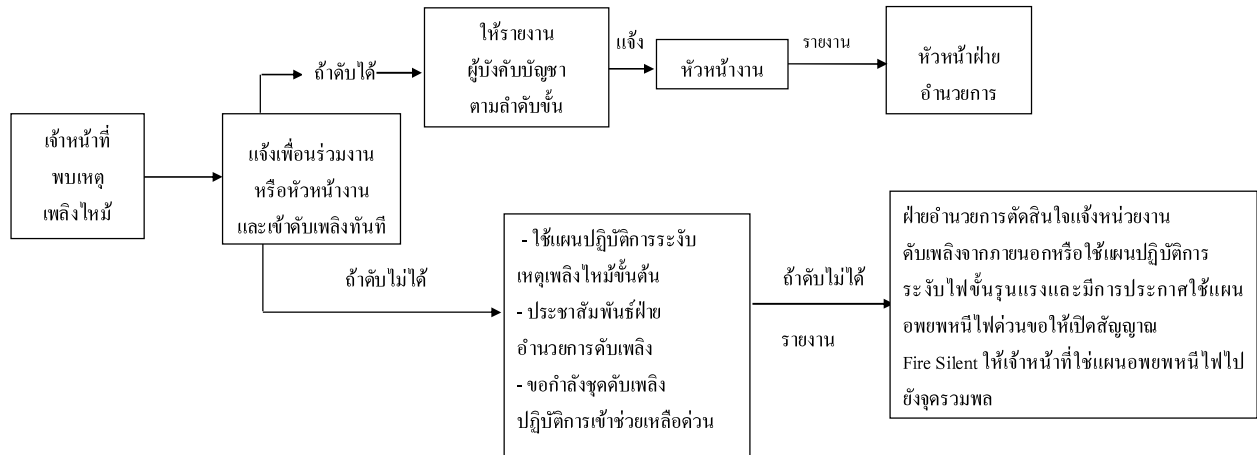 เจ้าหน้าที่
พบเหตุ
เพลิงไหม้
แจ้งเพื่อนร่วมงาน
หรือหัวหน้างาน
และเข้าดับเพลิงทันที
ถ้าดับได้
ให้รายงาน
ผู้บังคับบัญชา
ตามลำดับขั้น
แจ้ง
หัวหน้างาน
รายงาน
หัวหน้าฝ่าย
อำนวยการ
ถ้าดับไม่ได้
- ใช้แผนปฏิบัติการระงับ
เหตุเพลิงไหม้ขั้นต้น
- ประชาสัมพันธ์ฝ่าย
อำนวยการดับเพลิง
- ขอกำลังชุดดับเพลิง
ปฏิบัติการเข้าช่วยเหลือด่วน
ถ้าดับไม่ได้
รายงาน
ฝ่ายอำนวยการตัดสินใจแจ้งหน่วยงาน
ดับเพลิงจากภายนอกหรือใช้แผนปฏิบัติการ
ระงับไฟขั้นรุนแรงและมีการประกาศใช้แผน
อพยพหนีไฟด่วนขอให้เปิดสัญญาณ
Fire Silent ให้เจ้าหน้าที่ใช่แผนอพยพหนีไฟไป
ยังจุดรวมพล